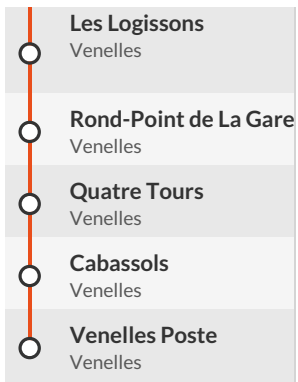 Les Logissons
Venelles
Rond-Point de La Gare
Venelles
Quatre Tours
Venelles
Cabassols
Venelles
Venelles Poste
Venelles